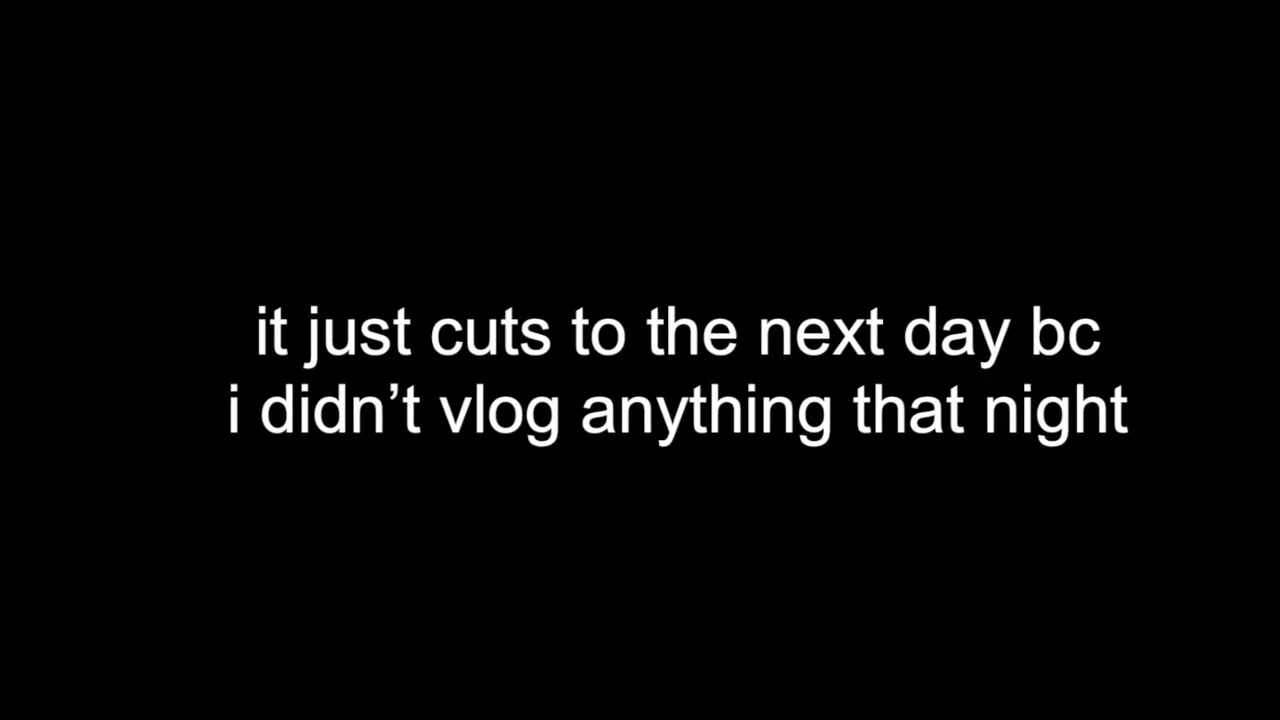 it just cuts to the next day bc
i didn’t vlog anything that night